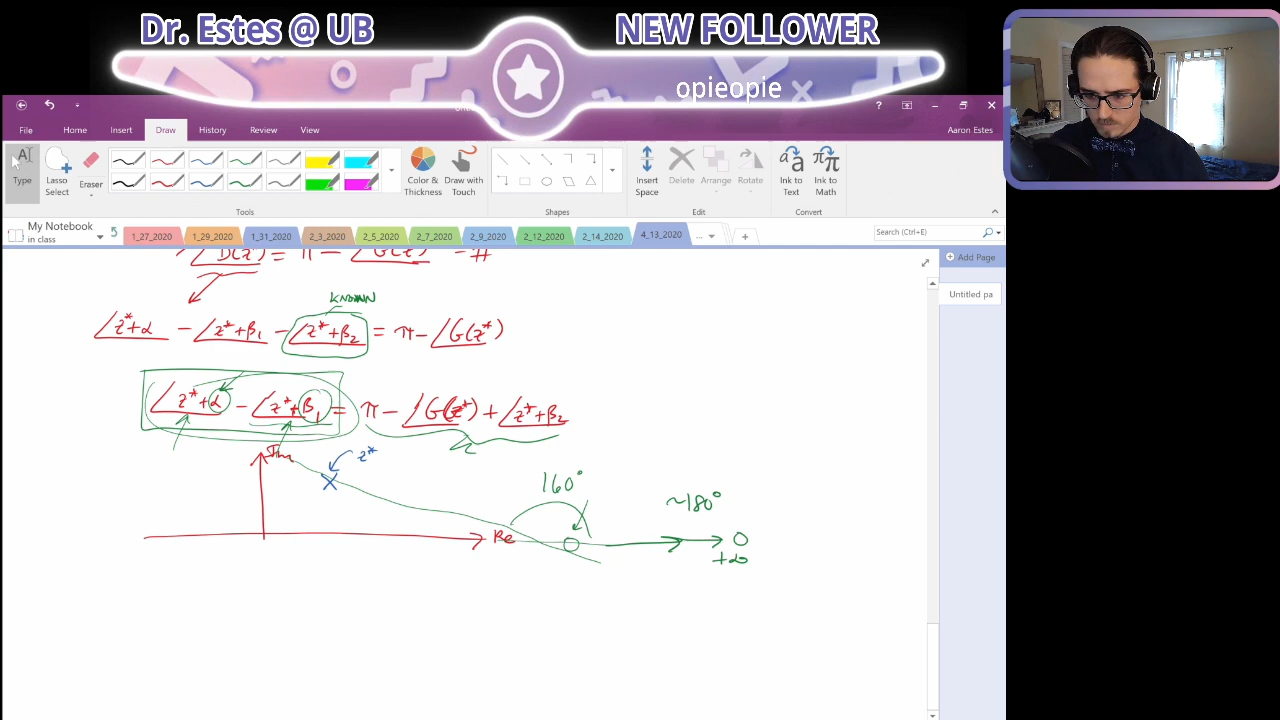 Dr. Estes @ UB
NEW FOLLOWER
opieopie
File Home Insert Draw History Review View
Aaron Estes
Type
Lasso Select
Eraser
Color & Thickness
Draw with Touch
Insert Space
Delete
Arrange
Rotate
Ink to Text
Ink to Math
Tools
Shapes
Edit
Convert
My Notebook
in class
1_27_2020 1_29_2020 1_31_2020 2_3_2020 2_5_2020 2_7_2020 2_9_2020 2_12_2020 2_14_2020 4_13_2020 ...
Search (Ctrl+E)
Add Page
Untitled pa
∠D(z*) = π - ∠G(z*)
KNOWN
∠z*+α - ∠z*+β₁ - ∠z*+β₂ = π - ∠G(z*)
∠z*+α - ∠z*+β₁ = π - ∠G(z*) + ∠z*+β₂
Im
z*
160°
~180°
Re
+∞